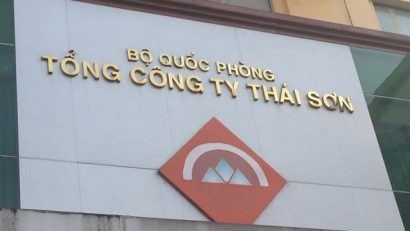 BỘ QUỐC PHÒNG
TỔNG CÔNG TY THÁI SƠN